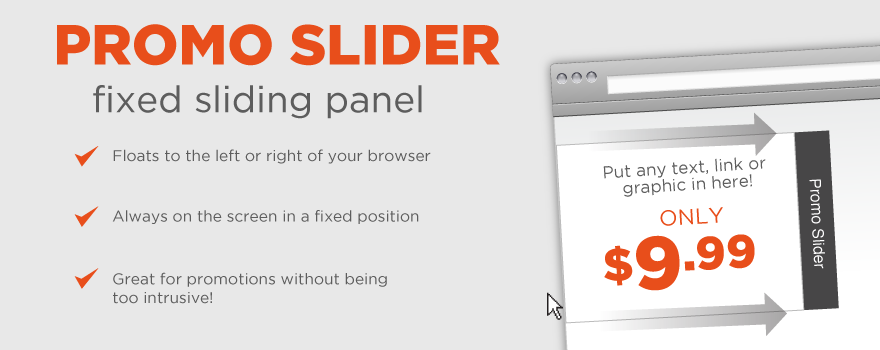 PROMO SLIDER
fixed sliding panel
Floats to the left or right of your browser
Always on the screen in a fixed position
Great for promotions without being
too intrusive!
Put any text, link or
graphic in here!
ONLY
$9.99
Promo Slider